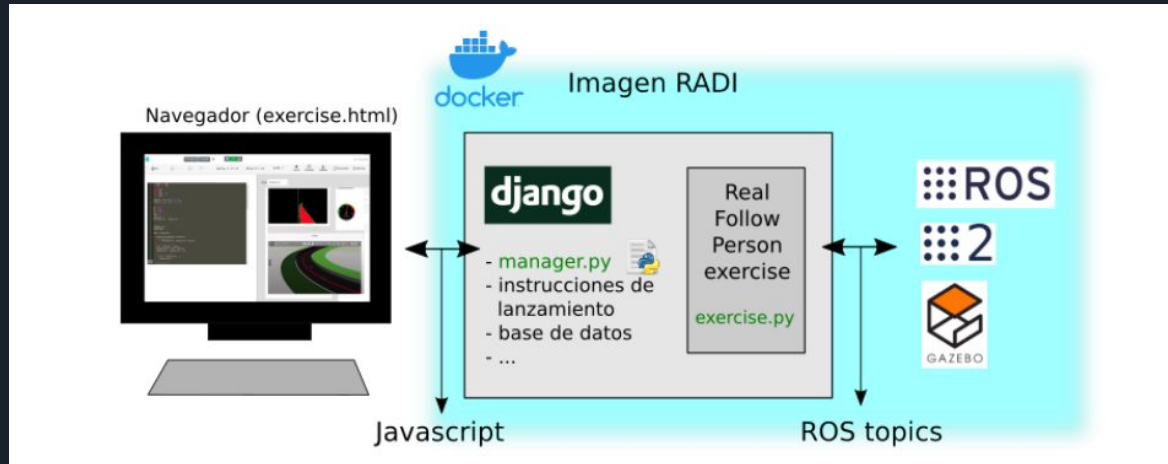 docker
Imagen RADI
Navegador (exercise.html)
django
- manager.py
- instrucciones de
lanzamiento
- base de datos
- ...
Real
Follow
Person
exercise
exercise.py
ROS
2
GAZEBO
Javascript
ROS topics